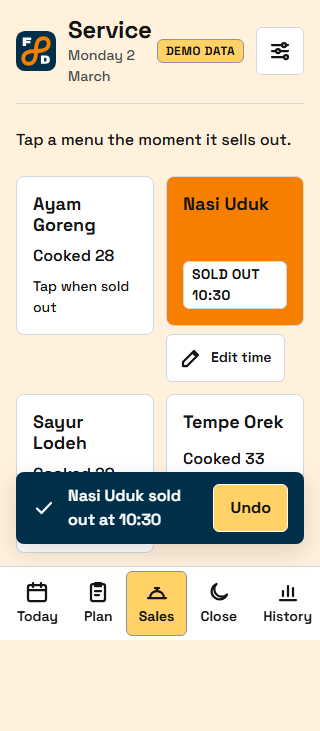 F
D
Service
Monday 2
March
DEMO DATA
Tap a menu the moment it sells out.
Ayam
Goreng
Cooked 28
Tap when sold
out
Nasi Uduk
SOLD OUT
10:30
Edit time
Sayur
Lodeh
Tempe Orek
Cooked 33
Nasi Uduk sold
out at 10:30
Undo
Today
Plan
Sales
Close
History